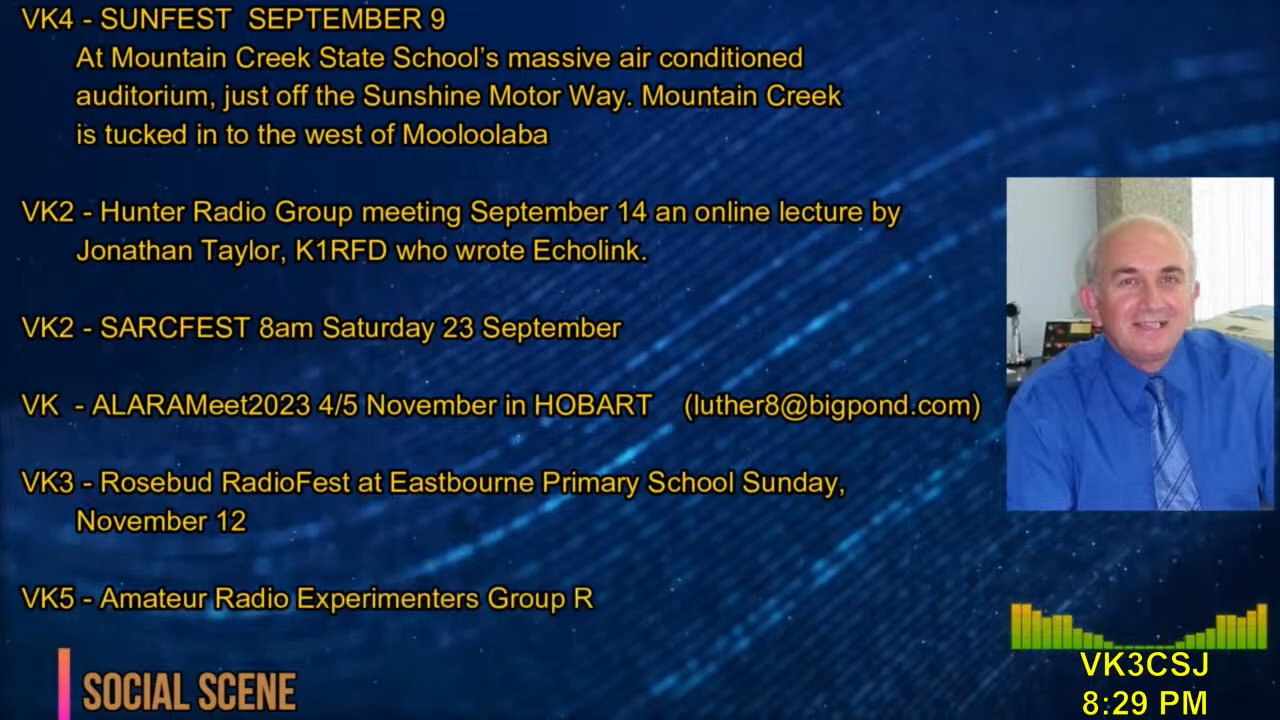 VK4 - SUNFEST SEPTEMBER 9
At Mountain Creek State School’s massive air conditioned
auditorium, just off the Sunshine Motor Way. Mountain Creek
is tucked in to the west of Mooloolaba
VK2 - Hunter Radio Group meeting September 14 an online lecture by
Jonathan Taylor, K1RFD who wrote Echolink.
VK2 - SARCFEST 8am Saturday 23 September
VK - ALARAMeet2023 4/5 November in HOBART (luther8@bigpond.com)
VK3 - Rosebud RadioFest at Eastbourne Primary School Sunday,
November 12
VK5 - Amateur Radio Experimenters Group R
SOCIAL SCENE
VK3CSJ
8:29 PM